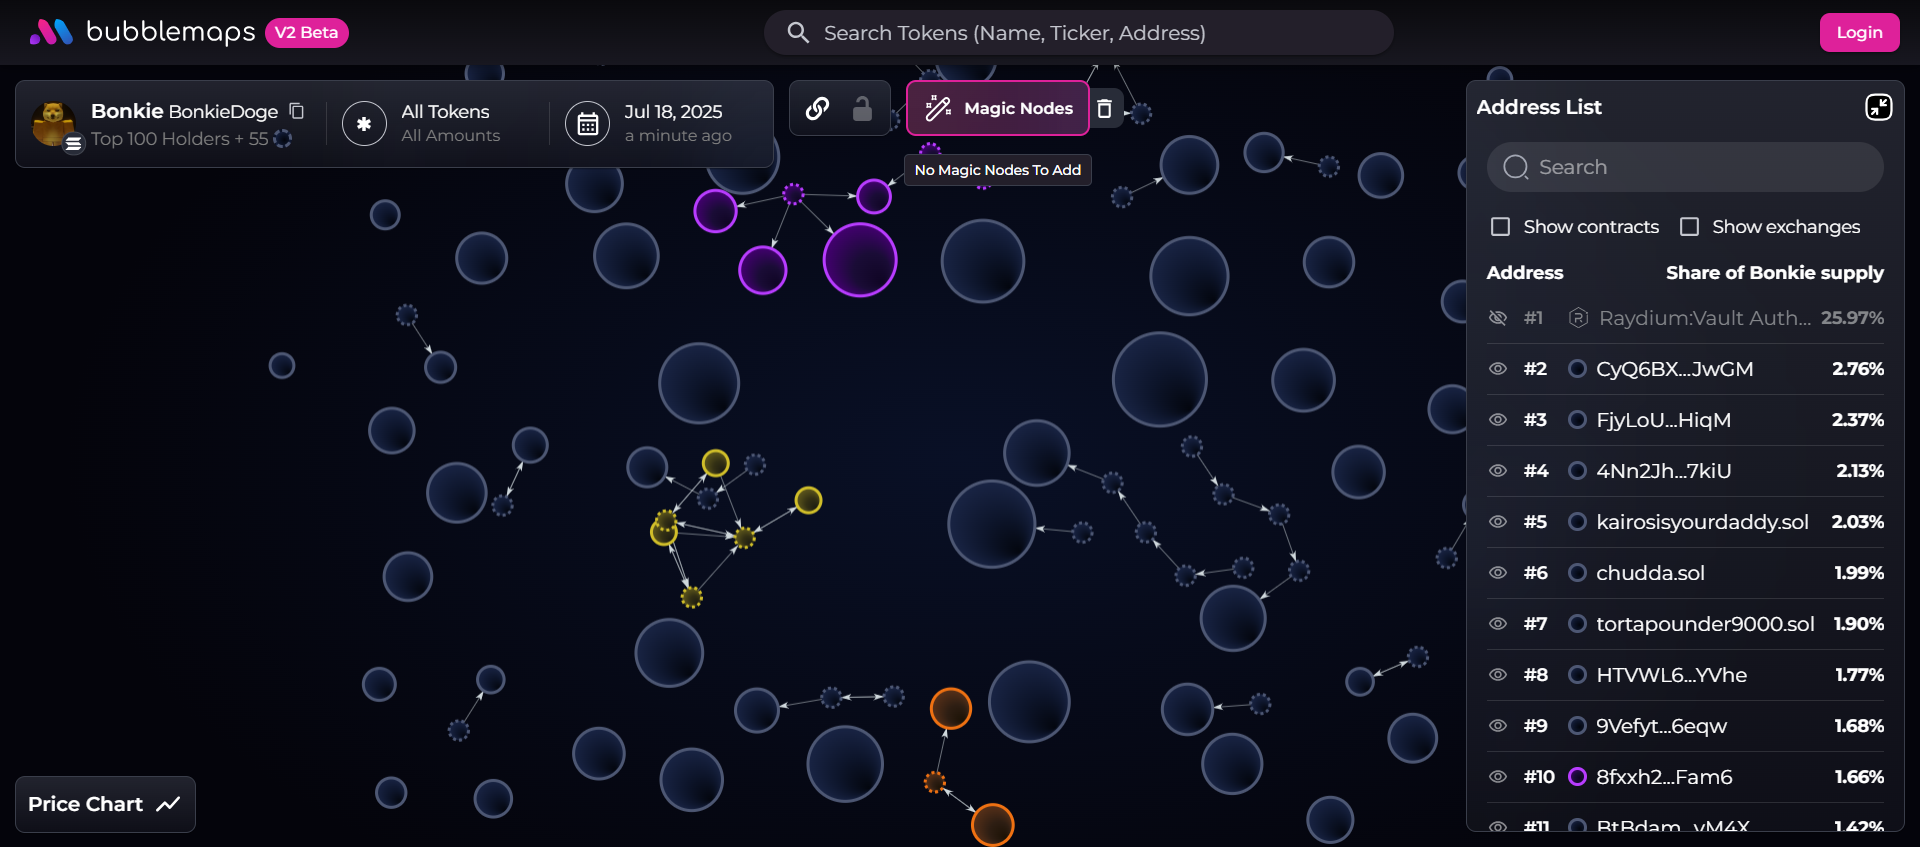 bubblemaps V2 Beta
Search Tokens (Name, Ticker, Address)
Login
Bonkie BonkieDoge
Top 100 Holders + 55
All Tokens
All Amounts
Jul 18, 2025
a minute ago
Magic Nodes
No Magic Nodes To Add
Address List
Search
Show contracts Show exchanges
Address Share of Bonkie supply
#1 Raydium:Vault Auth... 25.97%
#2 CyQ6BX...JwGM 2.76%
#3 FjyLoU...HiqM 2.37%
#4 4Nn2Jh...7kiU 2.13%
#5 kairosisyourdaddy.sol 2.03%
#6 chudda.sol 1.99%
#7 tortapounder9000.sol 1.90%
#8 HTVWL6...YVhe 1.77%
#9 9Vefyt...6eqw 1.68%
#10 8fxxh2...Fam6 1.66%
#11 BtBdam...vM4X 1.42%
Price Chart